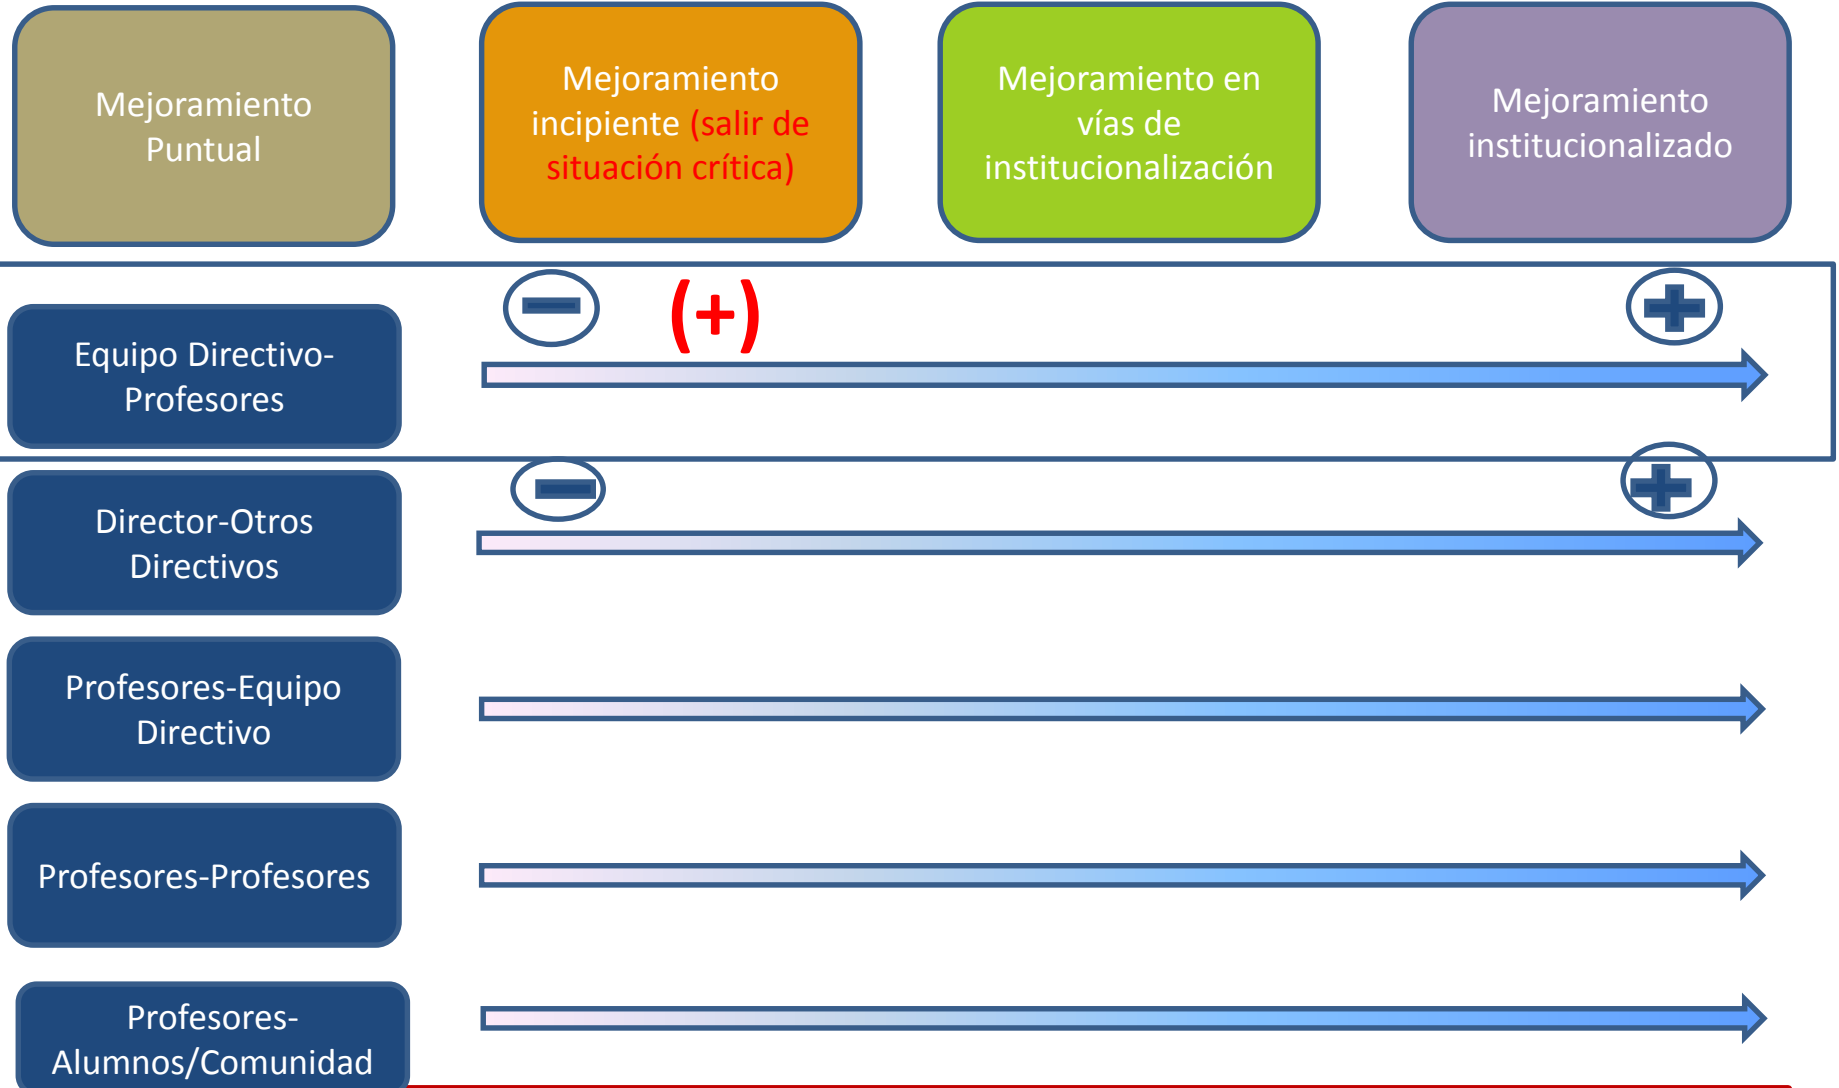 Mejoramiento
Puntual
Mejoramiento
incipiente (salir de
situación crítica)
Mejoramiento en
vías de
institucionalización
Mejoramiento
institucionalizado
(+)
Equipo Directivo-
Profesores
Director-Otros
Directivos
Profesores-Equipo
Directivo
Profesores-Profesores
Profesores-
Alumnos/Comunidad